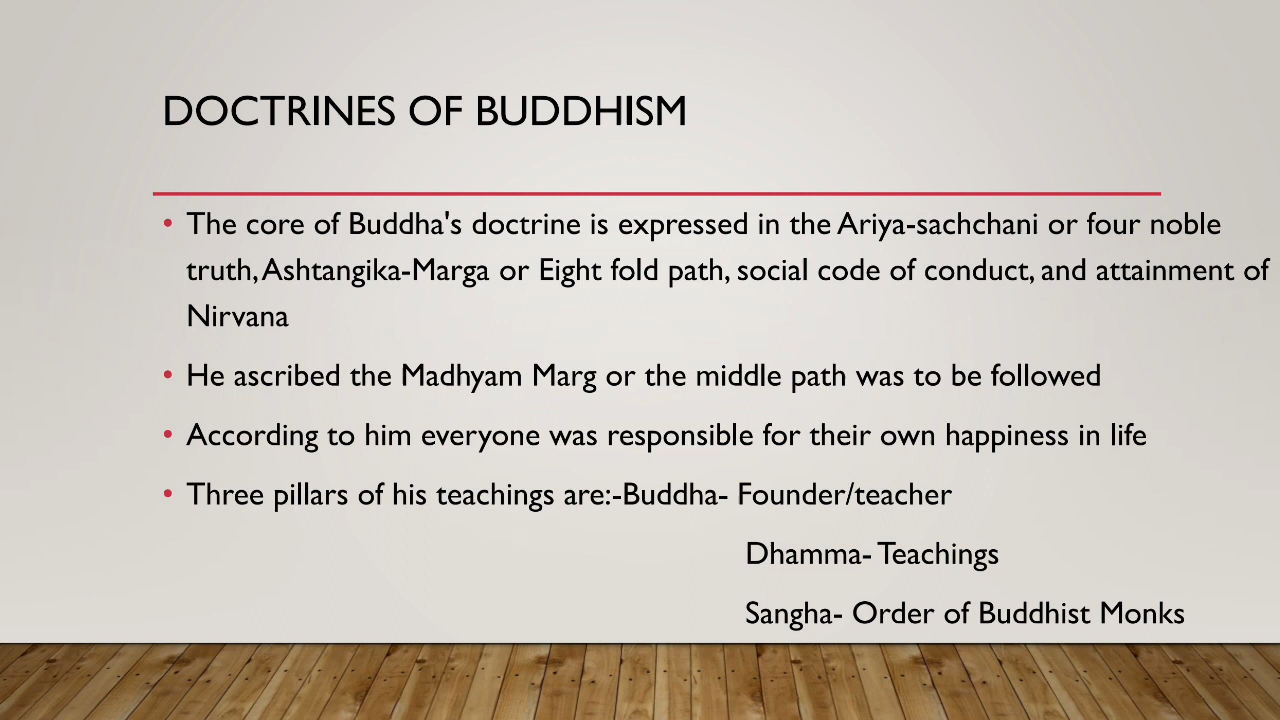 DOCTRINES OF BUDDHISM
• The core of Buddha's doctrine is expressed in the Ariya-sachchani or four noble
truth, Ashtangika-Marga or Eight fold path, social code of conduct, and attainment of
Nirvana
• He ascribed the Madhyam Marg or the middle path was to be followed
• According to him everyone was responsible for their own happiness in life
• Three pillars of his teachings are:-Buddha- Founder/teacher
Dhamma- Teachings
Sangha- Order of Buddhist Monks